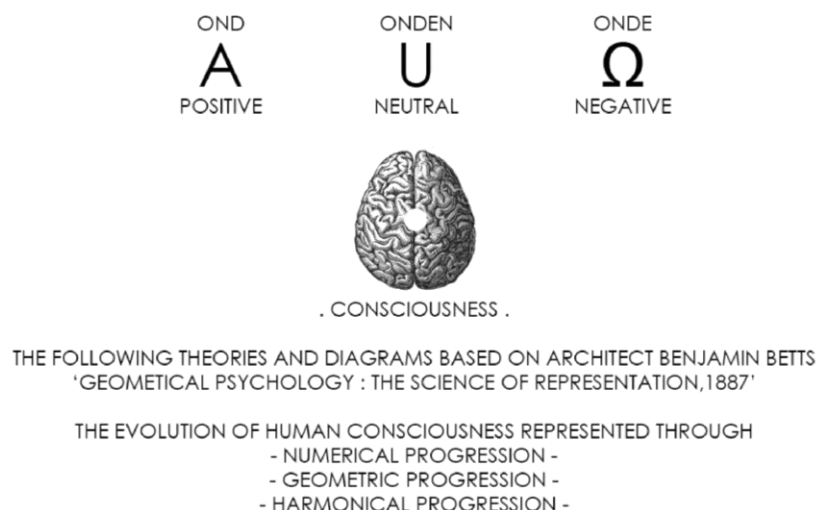 OND ONDEN ONDE
A U Ω
POSITIVE NEUTRAL NEGATIVE
. CONSCIOUSNESS .
THE FOLLOWING THEORIES AND DIAGRAMS BASED ON ARCHITECT BENJAMIN BETTS
‘GEOMETICAL PSYCHOLOGY : THE SCIENCE OF REPRESENTATION,1887’
THE EVOLUTION OF HUMAN CONSCIOUSNESS REPRESENTED THROUGH
- NUMERICAL PROGRESSION -
- GEOMETRIC PROGRESSION -
- HARMONICAL PROGRESSION -